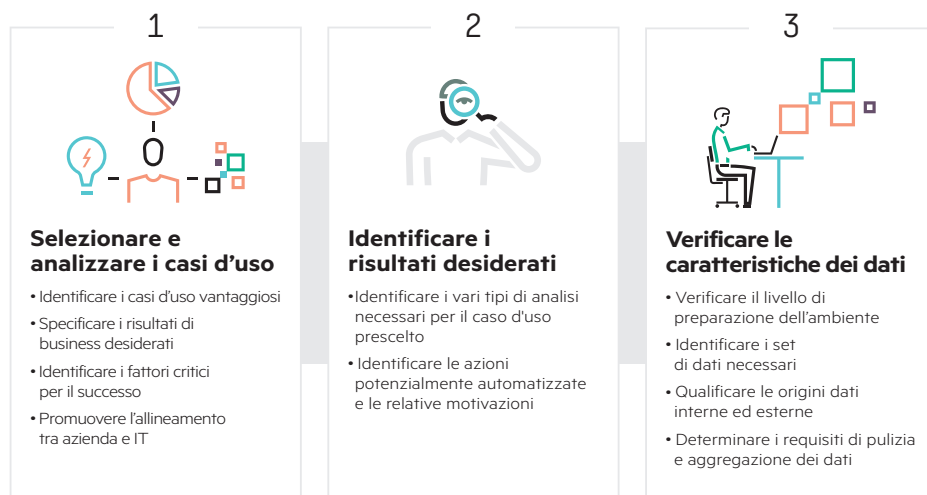 1
Selezionare e
analizzare i casi d'uso
• Identificare i casi d'uso vantaggiosi
• Specificare i risultati di
business desiderati
• Identificare i fattori critici
per il successo
• Promuovere l'allineamento
tra azienda e IT
2
Identificare i
risultati desiderati
• Identificare i vari tipi di analisi
necessari per il caso d'uso
prescelto
• Identificare le azioni
potenzialmente automatizzate
e le relative motivazioni
3
Verificare le
caratteristiche dei dati
• Verificare il livello di
preparazione dell'ambiente
• Identificare i set
di dati necessari
• Qualificare le origini dati
interne ed esterne
• Determinare i requisiti di pulizia
e aggregazione dei dati